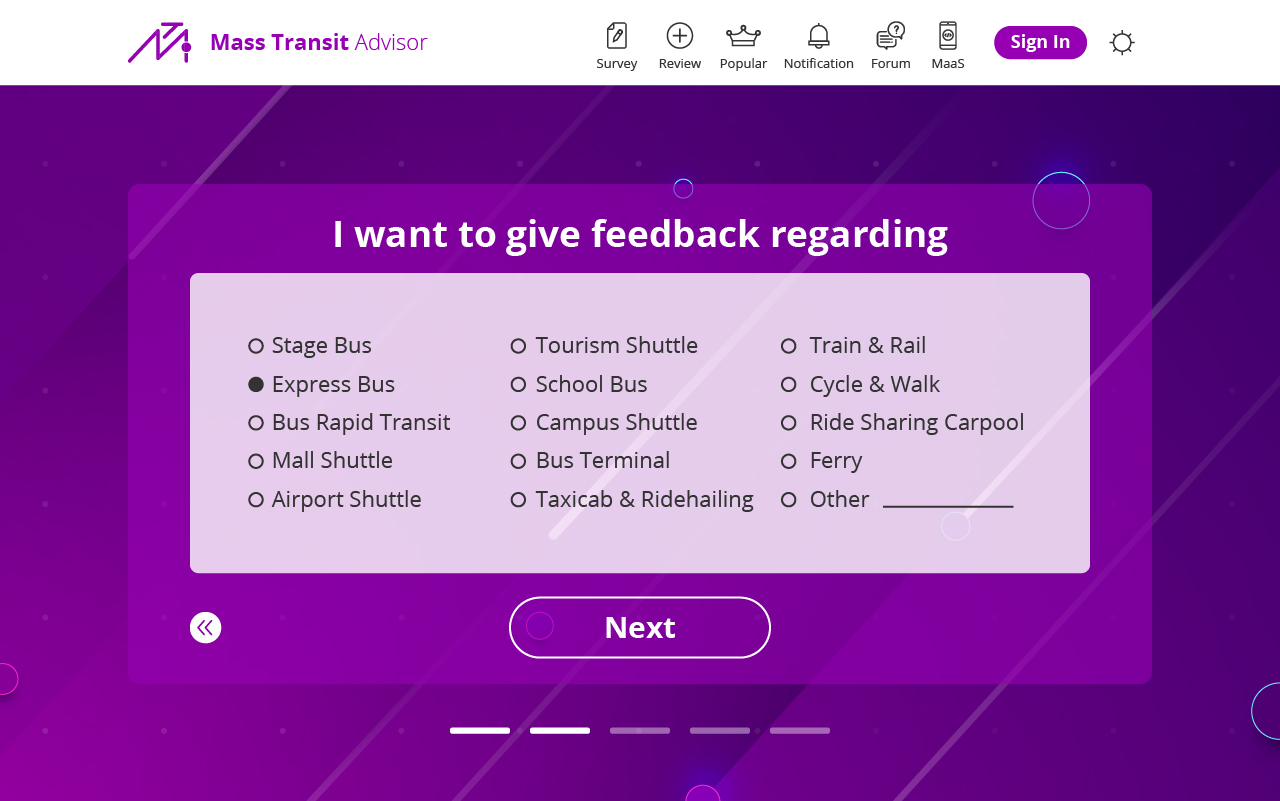 Mass Transit Advisor
Survey
Review
Popular
Notification
Forum
MaaS
Sign In
I want to give feedback regarding
Stage Bus
Express Bus
Bus Rapid Transit
Mall Shuttle
Airport Shuttle
Tourism Shuttle
School Bus
Campus Shuttle
Bus Terminal
Taxicab & Ridehailing
Train & Rail
Cycle & Walk
Ride Sharing Carpool
Ferry
Other
Next